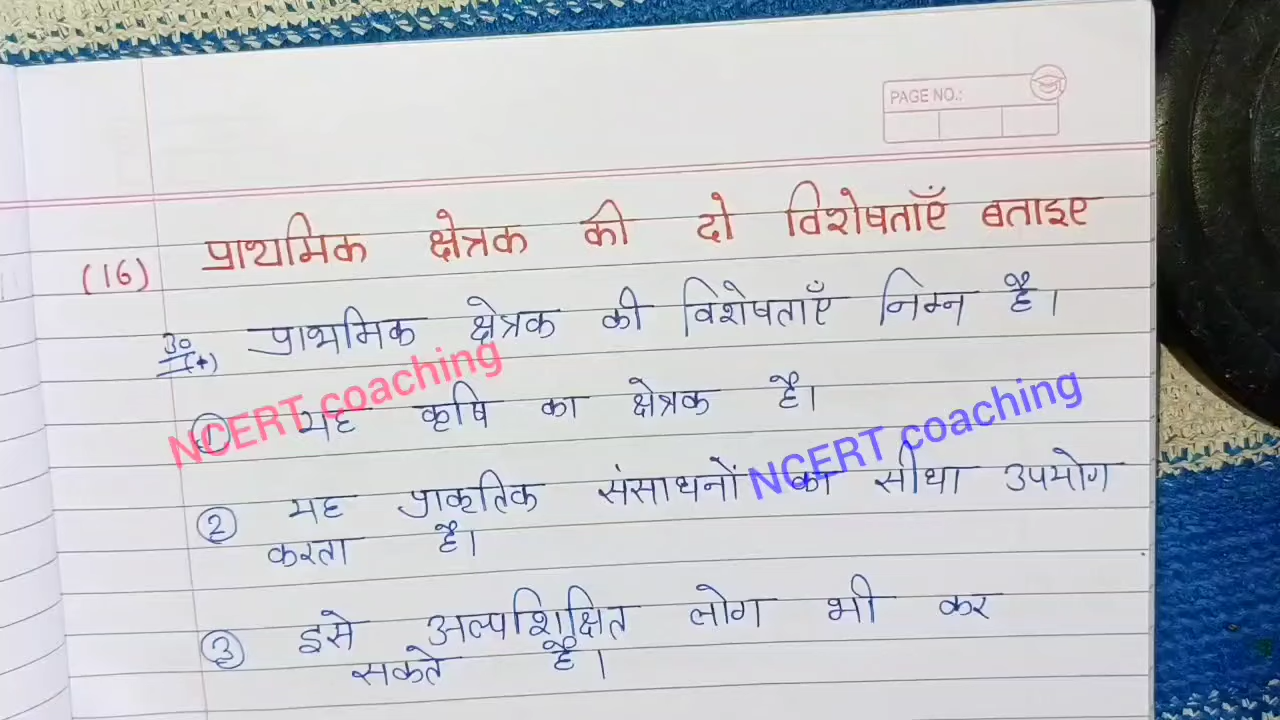 PAGE NO.:
(16) प्राथमिक क्षेत्रक की दो विशेषताएँ बताइए
उ० (+) प्राथमिक क्षेत्रक की विशेषताएँ निम्न है।
NCERT coaching
① यह कृषि का क्षेत्रक है।
NCERT coaching
② यह प्राकृतिक संसाधनों का सीधा उपयोग
करता है।
③ इसे अल्पशिक्षित लोग भी कर
सकते है।